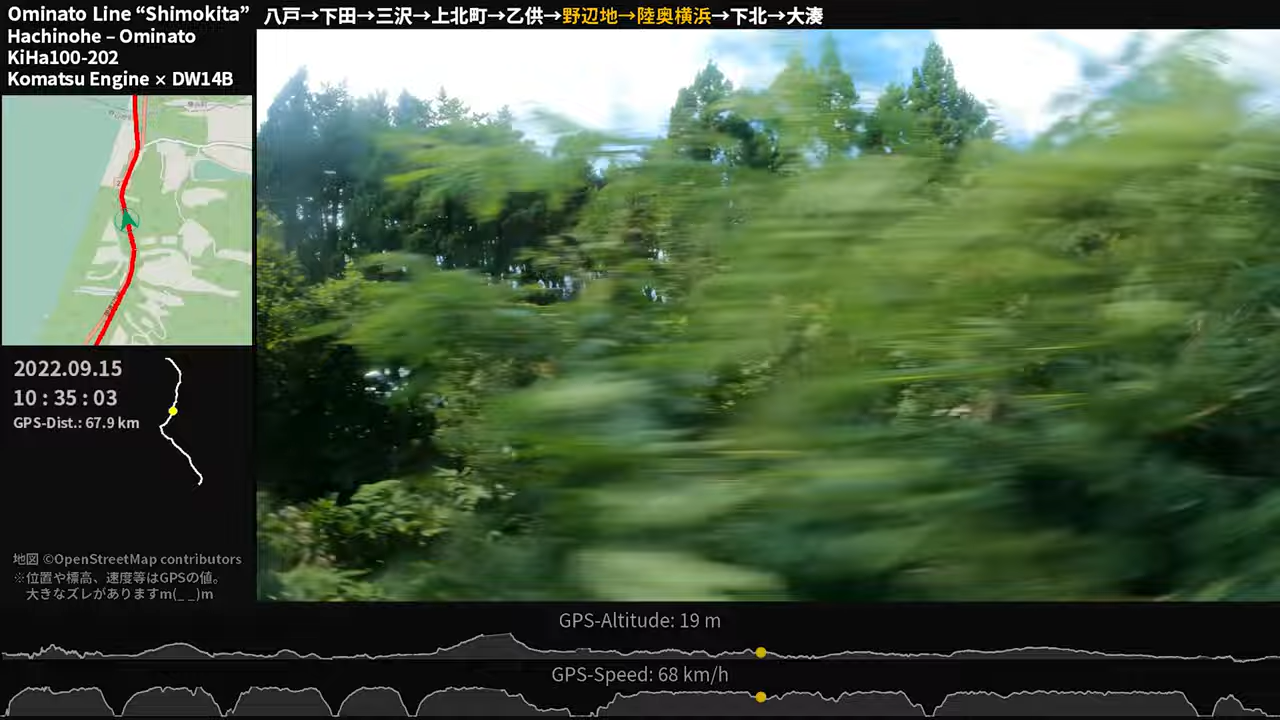 Ominato Line “Shimokita”
Hachinohe – Ominato
KiHa100-202
Komatsu Engine × DW14B
八戸→下田→三沢→上北町→乙供→野辺地→陸奥横浜→下北→大湊
2022.09.15
10 : 35 : 03
GPS-Dist.: 67.9 km
地図 ©OpenStreetMap contributors
※位置や標高、速度等はGPSの値。
大きなズレがありますm(_ _)m
GPS-Altitude: 19 m
GPS-Speed: 68 km/h